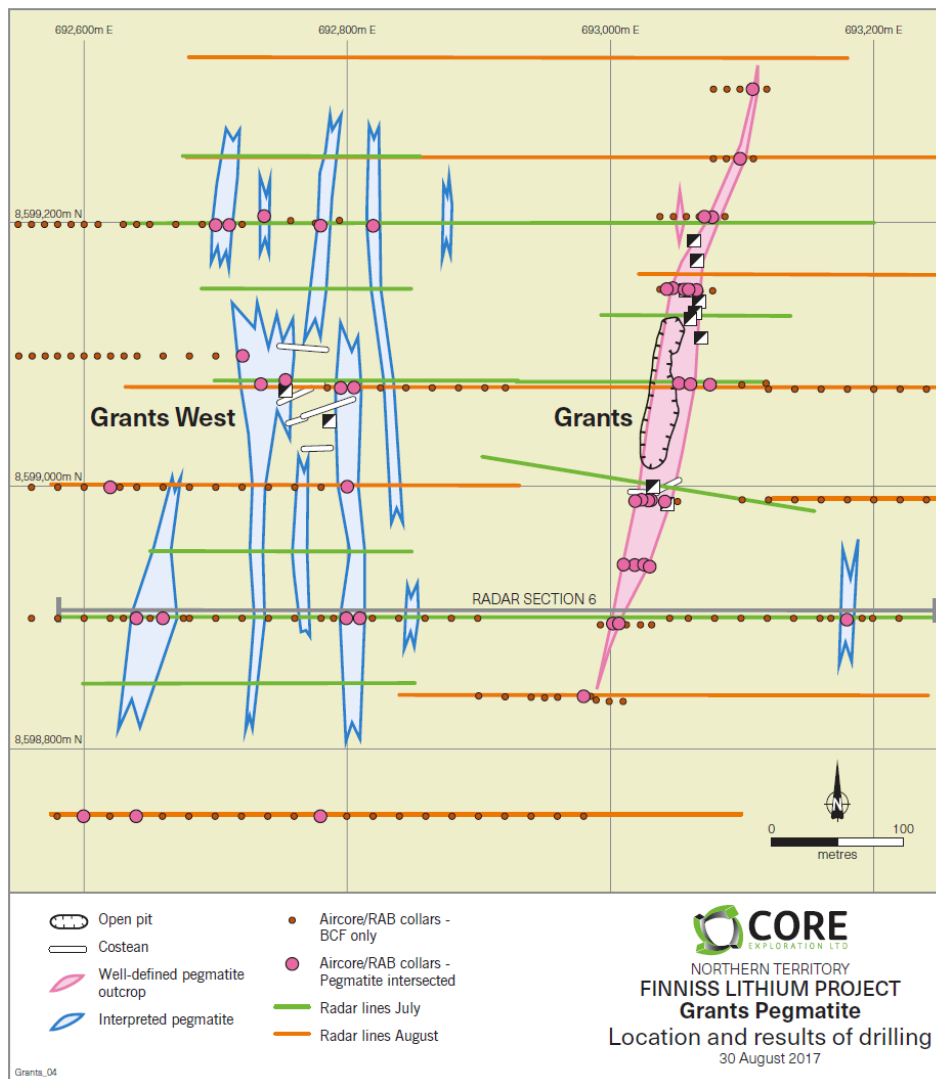 692,600m E
692,800m E
693,000m E
693,200m E
8,599,200m N
Grants West
Grants
8,599,000m N
RADAR SECTION 6
8,598,800m N
N
0
100
metres
Open pit
Costean
Well-defined pegmatite
outcrop
Interpreted pegmatite
Aircore/RAB collars -
BCF only
Aircore/RAB collars -
Pegmatite intersected
Radar lines July
Radar lines August
CORE
EXPLORATION LTD
NORTHERN TERRITORY
FINNISS LITHIUM PROJECT
Grants Pegmatite
Location and results of drilling
30 August 2017
Grants_04